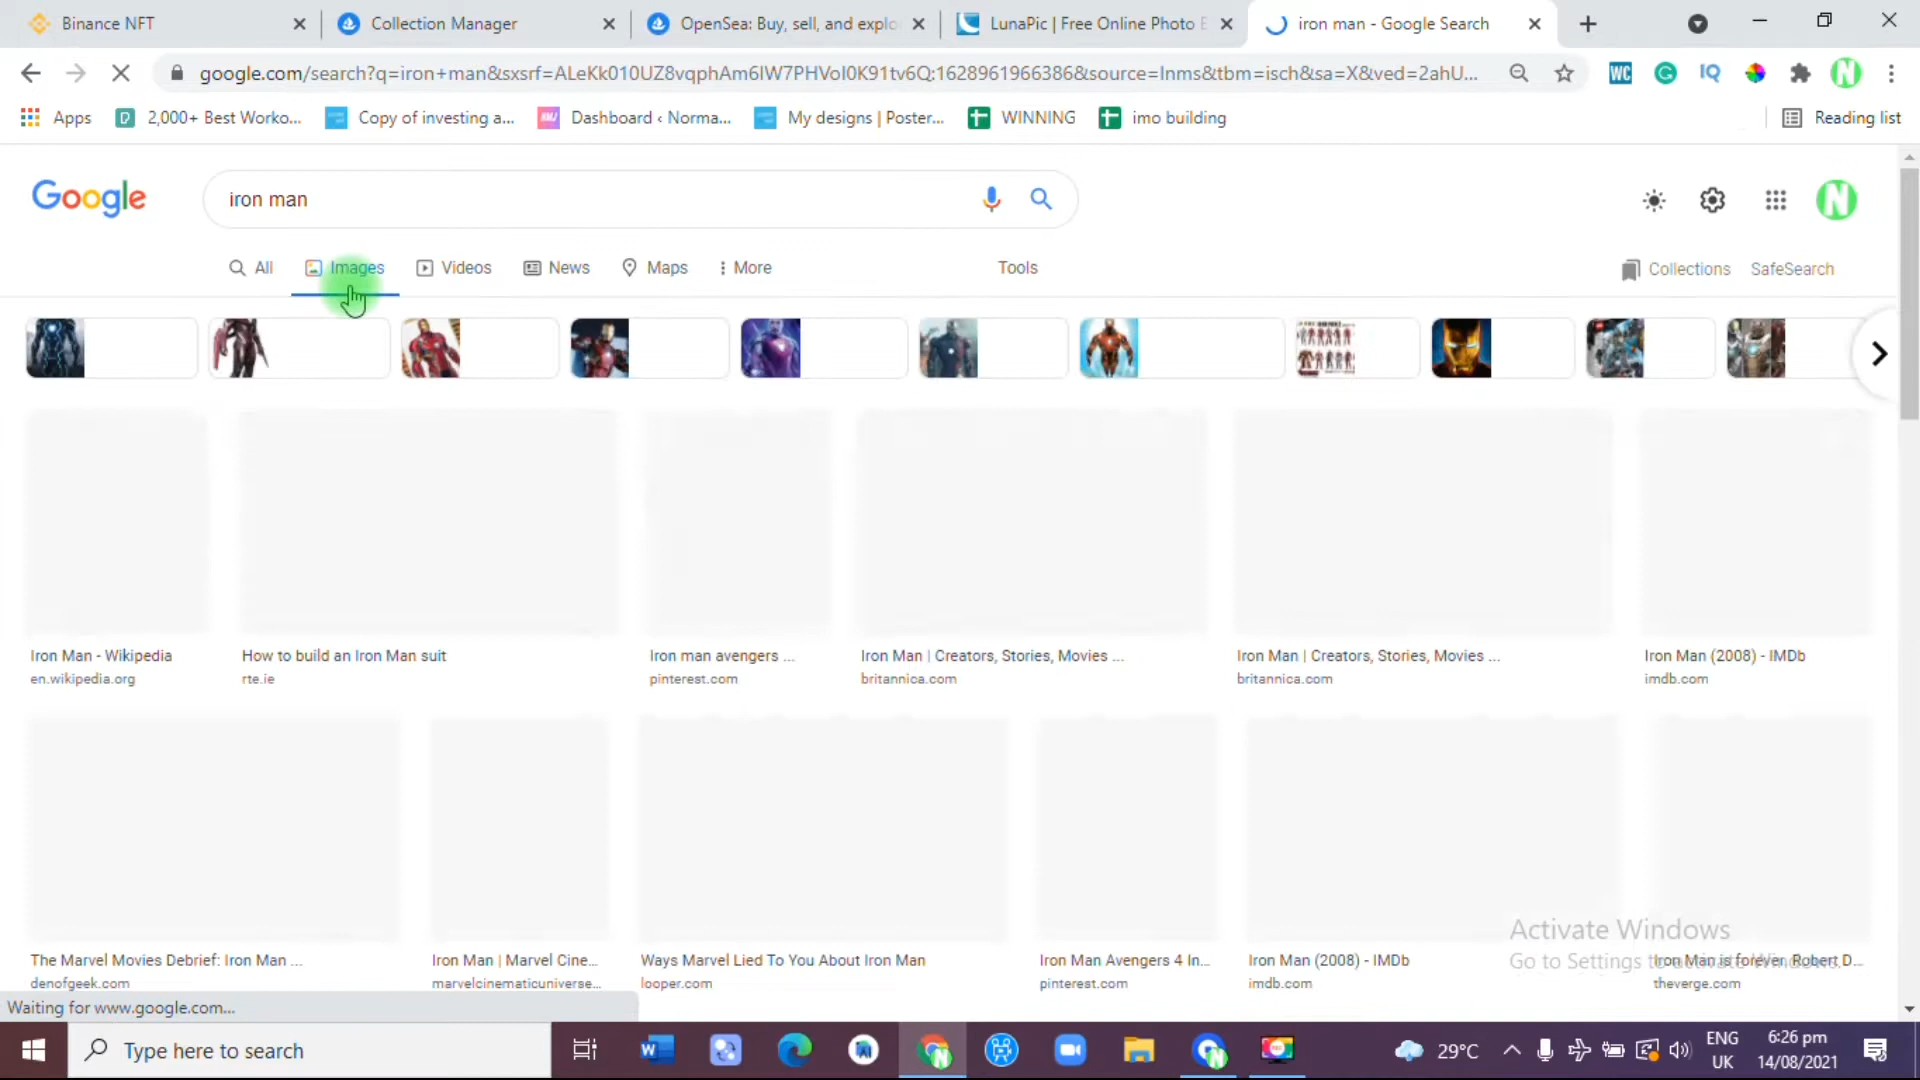 Binance NFT
Collection Manager
OpenSea: Buy, sell, and explo
LunaPic | Free Online Photo E
iron man - Google Search
google.com/search?q=iron+man&sxsrf=ALeKk010UZ8vqphAm6IW7PHVoI0K91tv6Q:1628961966386&source=lnms&tbm=isch&sa=X&ved=2ahU...
WC
IQ
N
Apps
2,000+ Best Worko...
Copy of investing a...
Dashboard ‹ Norma...
My designs | Poster...
WINNING
imo building
Reading list
Google
iron man
N
All
Images
Videos
News
Maps
More
Tools
Collections
SafeSearch
Iron Man - Wikipedia
en.wikipedia.org
How to build an Iron Man suit
rte.ie
Iron man avengers ...
pinterest.com
Iron Man | Creators, Stories, Movies ...
britannica.com
Iron Man | Creators, Stories, Movies ...
britannica.com
Iron Man (2008) - IMDb
imdb.com
The Marvel Movies Debrief: Iron Man ...
denofgeek.com
Iron Man | Marvel Cine...
marvelcinematicuniverse...
Ways Marvel Lied To You About Iron Man
looper.com
Iron Man Avengers 4 In...
pinterest.com
Iron Man (2008) - IMDb
imdb.com
Iron Man is forever. Robert D...
theverge.com
Activate Windows
Go to Settings to activate Windows.
Waiting for www.google.com...
Type here to search
29°C
ENG
UK
6:26 pm
14/08/2021